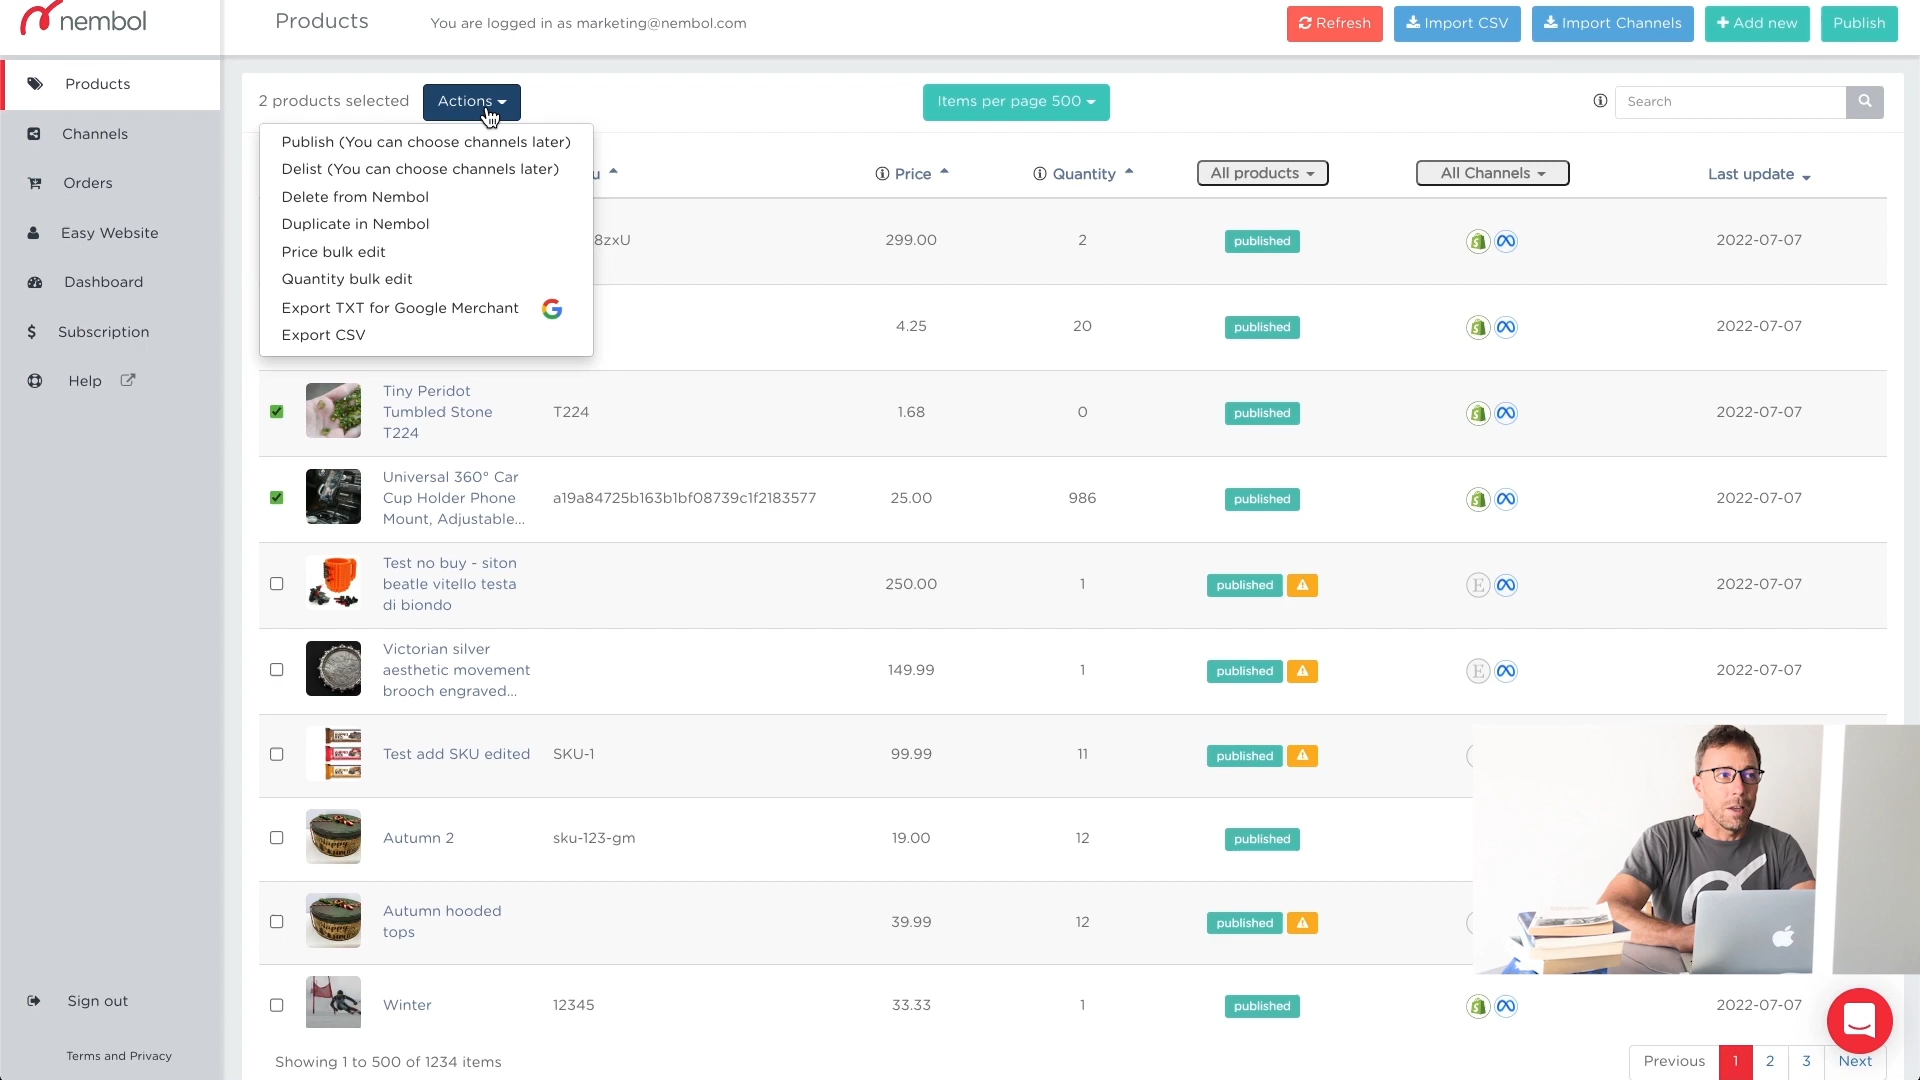 nembol
Products
You are logged in as marketing@nembol.com
Refresh
Import CSV
Import Channels
Add new
Publish
Products
Channels
Orders
Easy Website
Dashboard
Subscription
Help
Sign out
Terms and Privacy
2 products selected
Actions
Items per page 500
Search
Publish (You can choose channels later)
Delist (You can choose channels later)
Delete from Nembol
Duplicate in Nembol
Price bulk edit
Quantity bulk edit
Export TXT for Google Merchant
Export CSV
u
Price
Quantity
All products
All Channels
Last update
8zxU
299.00
2
published
2022-07-07
4.25
20
published
2022-07-07
Tiny Peridot
Tumbled Stone
T224
T224
1.68
0
published
2022-07-07
Universal 360° Car
Cup Holder Phone
Mount, Adjustable...
a19a84725b163b1bf08739c1f2183577
25.00
986
published
2022-07-07
Test no buy - siton
beatle vitello testa
di biondo
250.00
1
published
E
2022-07-07
Victorian silver
aesthetic movement
brooch engraved...
149.99
1
published
E
2022-07-07
Test add SKU edited
SKU-1
99.99
11
published
Autumn 2
sku-123-gm
19.00
12
published
Autumn hooded
tops
39.99
12
published
Winter
12345
33.33
1
published
2022-07-07
Showing 1 to 500 of 1234 items
Previous
1
2
3
Next